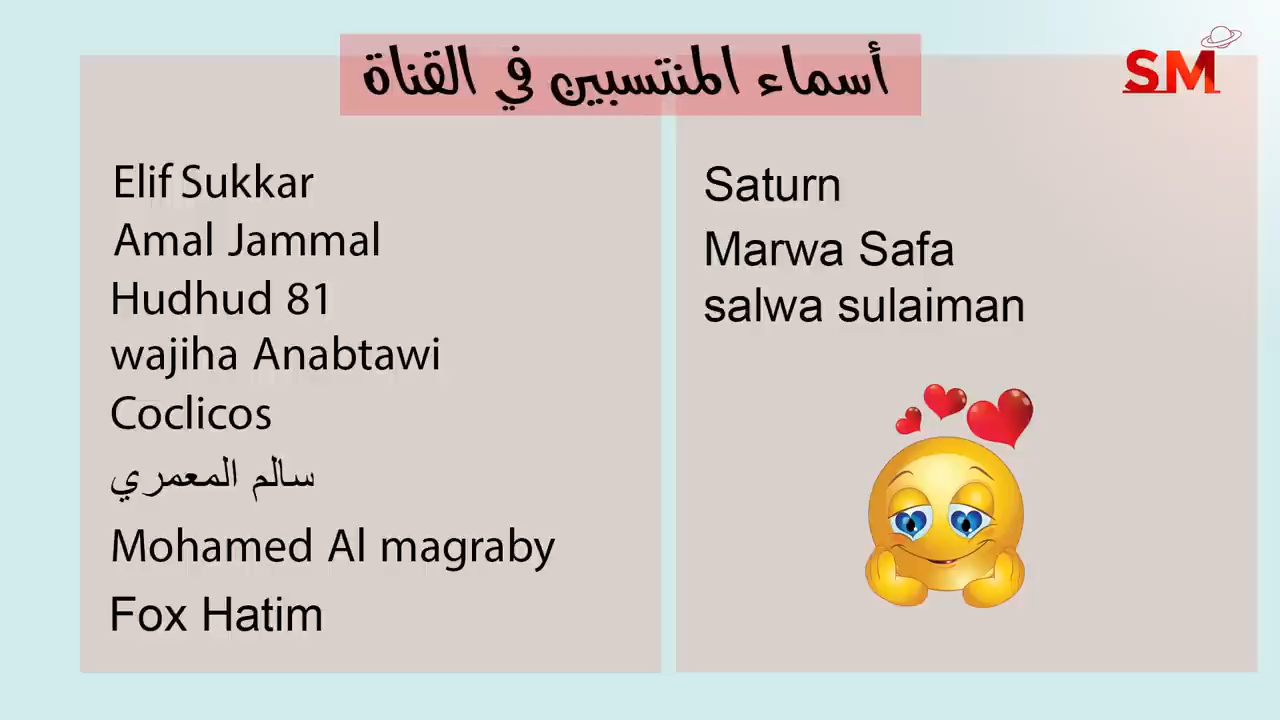 أسماء المنتسبين في القناة
SM
Elif Sukkar
Amal Jammal
Hudhud 81
wajiha Anabtawi
Coclicos
سالم المعمري
Mohamed Al magraby
Fox Hatim
Saturn
Marwa Safa
salwa sulaiman